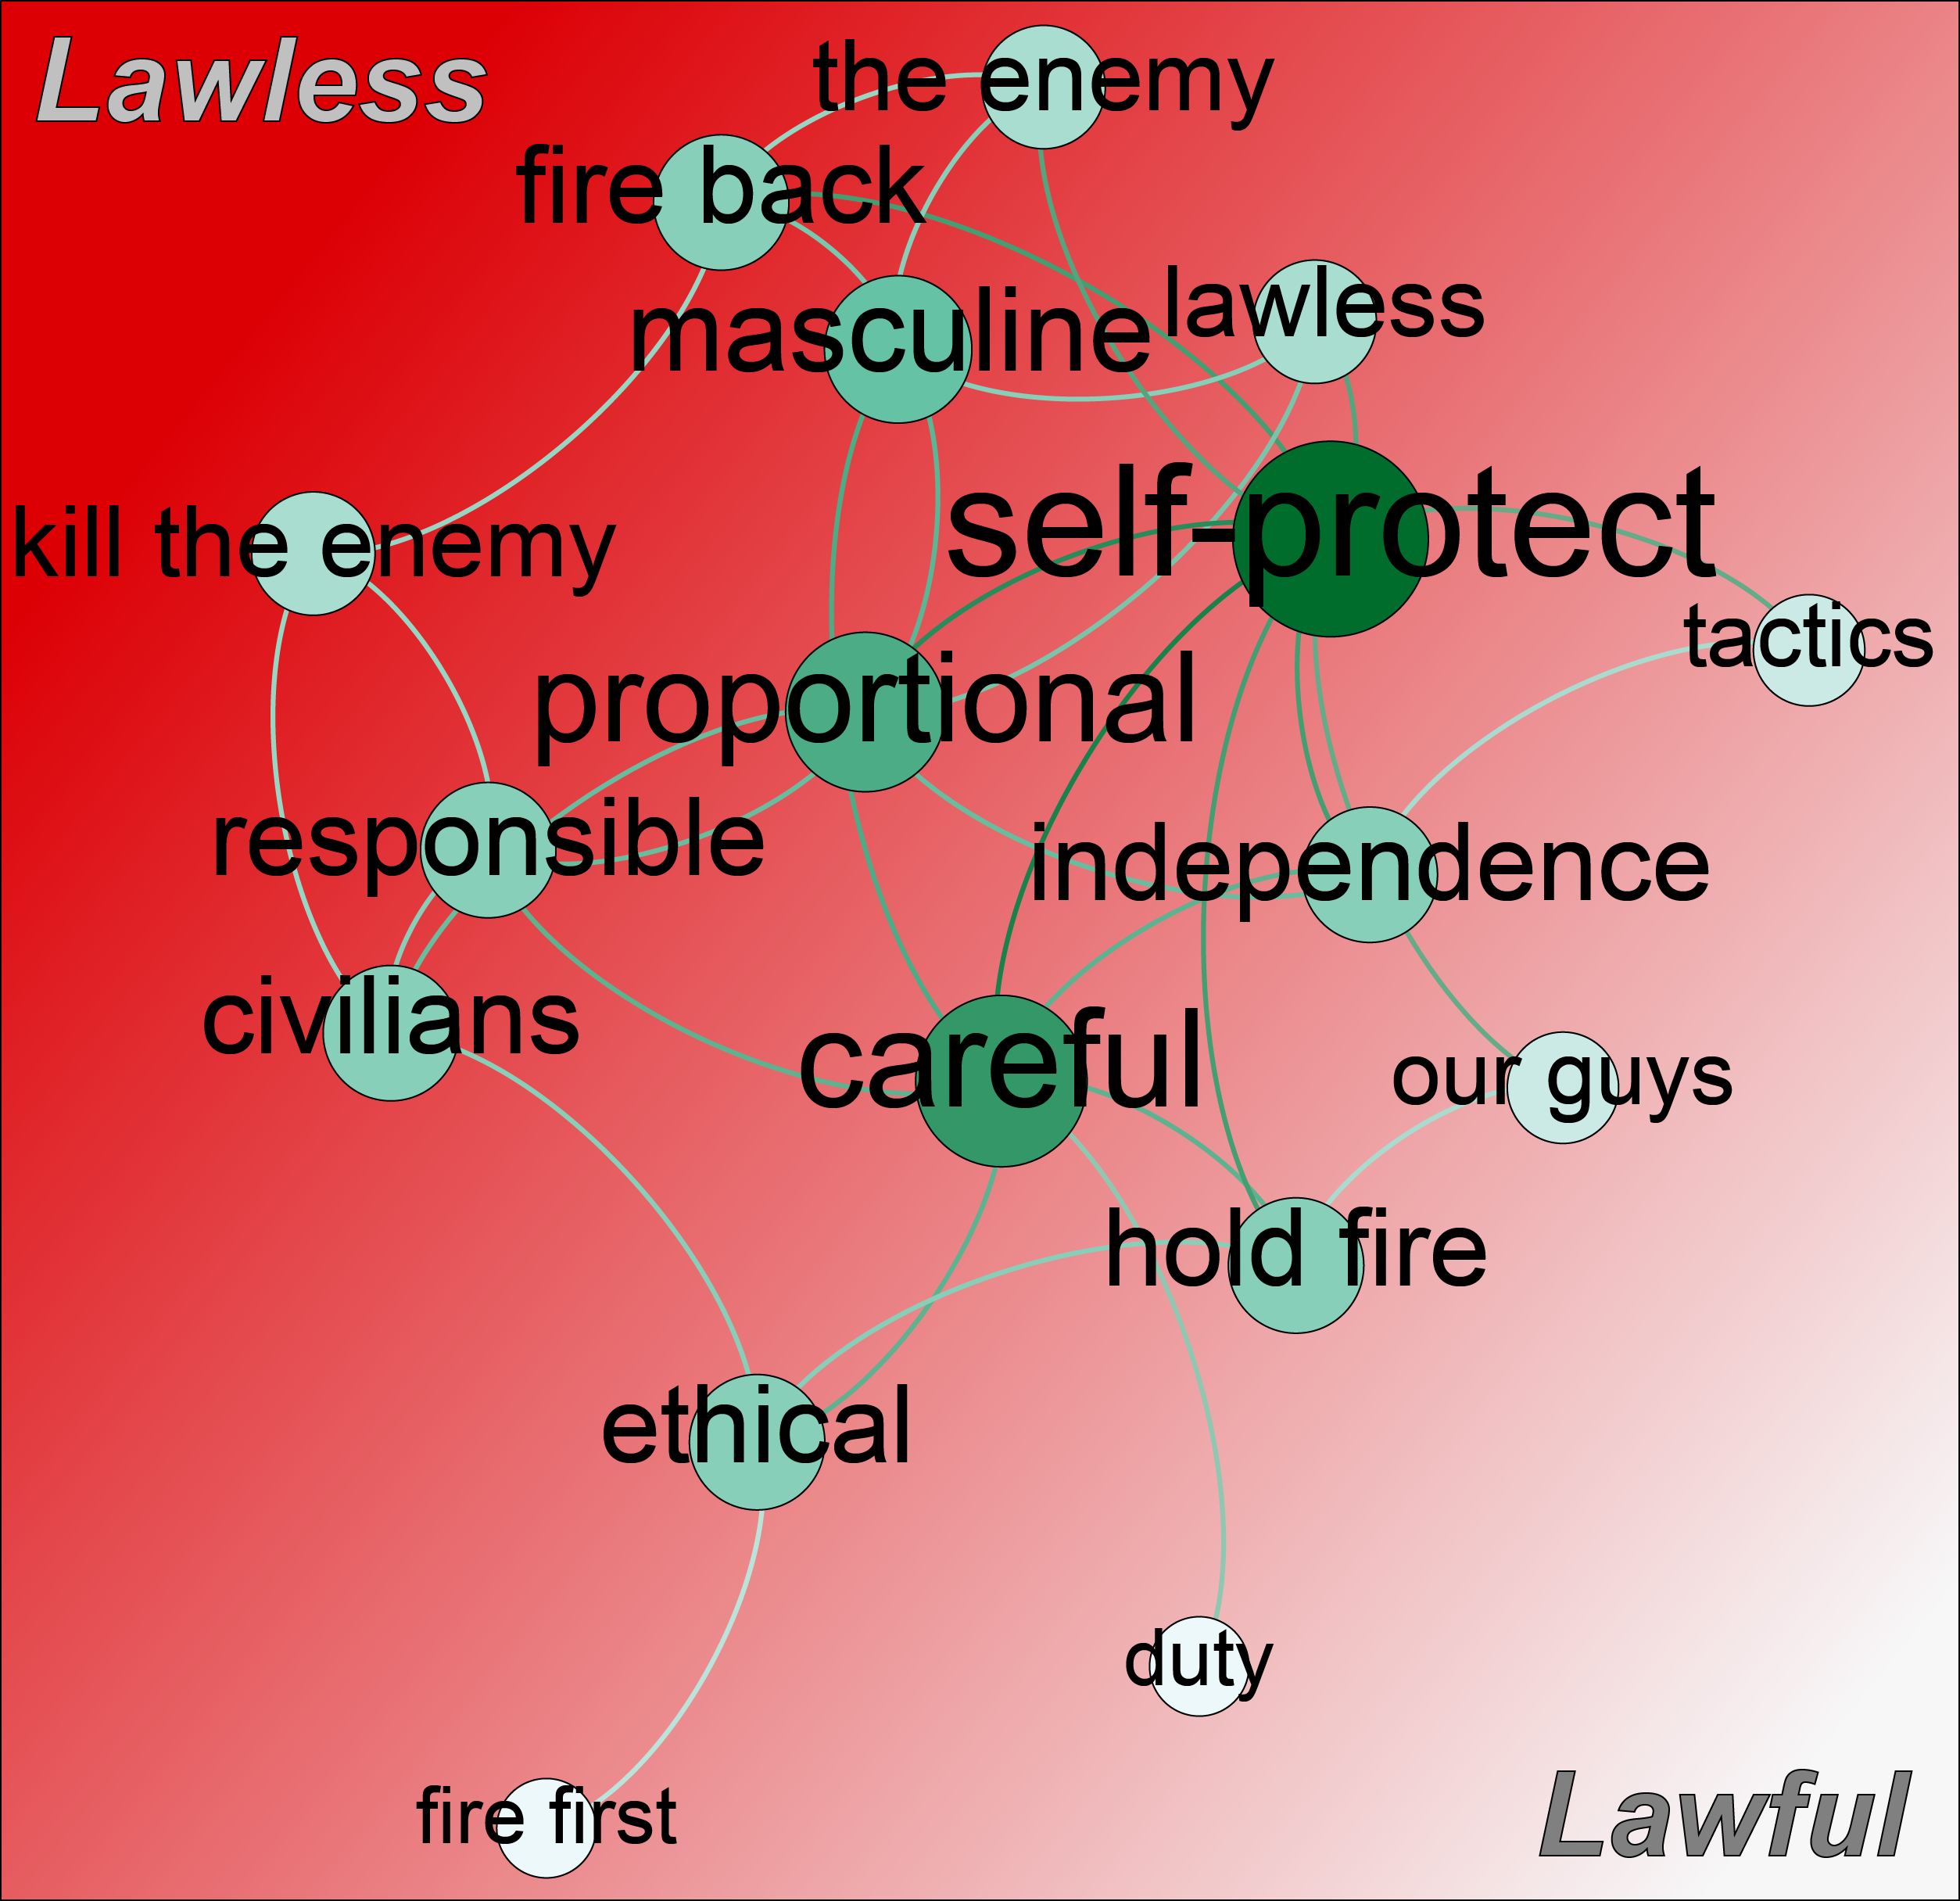 Lawless
the enemy
fire back
lawless
masculine
self-protect
kill the enemy
tactics
proportional
responsible
independence
civilians
careful
our guys
hold fire
ethical
duty
fire first
Lawful